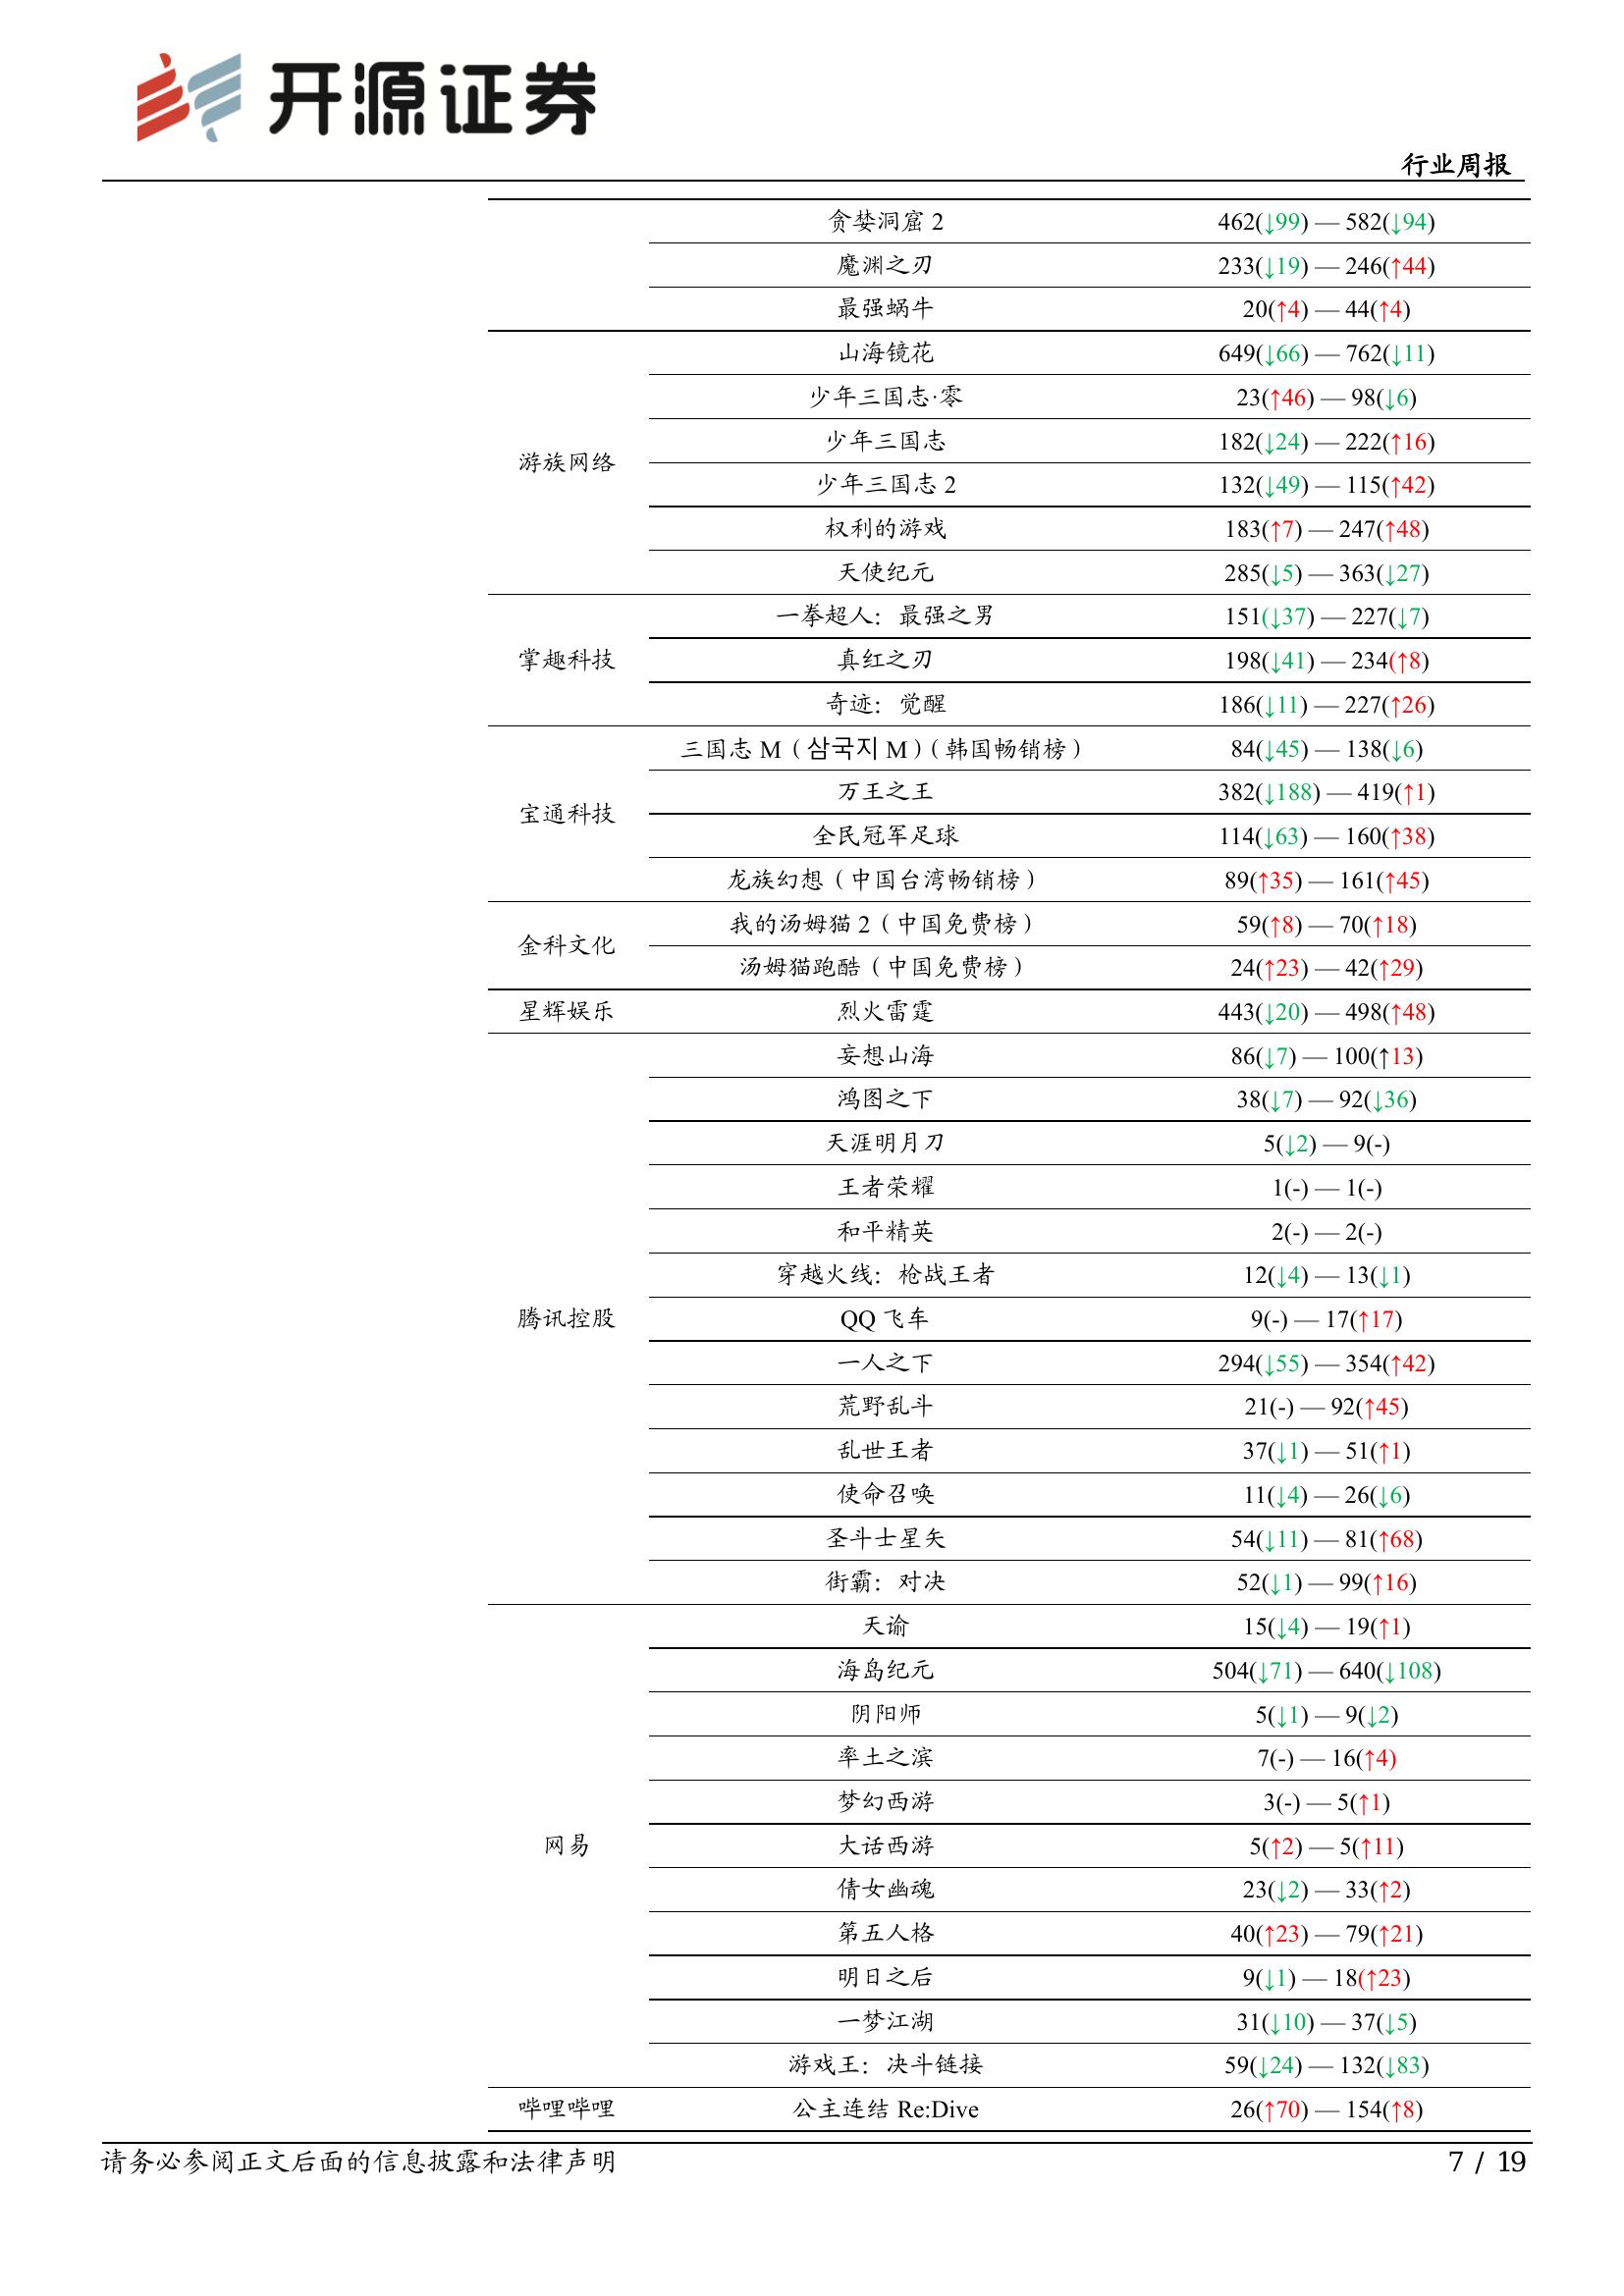 开源证券
行业周报
贪婪洞窟 2 462(↓99) — 582(↓94)
魔渊之刃 233(↓19) — 246(↑44)
最强蜗牛 20(↑4) — 44(↑4)
游族网络
山海镜花 649(↓66) — 762(↓11)
少年三国志·零 23(↑46) — 98(↓6)
少年三国志 182(↓24) — 222(↑16)
少年三国志 2 132(↓49) — 115(↑42)
权利的游戏 183(↑7) — 247(↑48)
天使纪元 285(↓5) — 363(↓27)
掌趣科技
一拳超人：最强之男 151(↓37) — 227(↓7)
真红之刃 198(↓41) — 234(↑8)
奇迹：觉醒 186(↓11) — 227(↑26)
宝通科技
三国志 M（삼국지 M）（韩国畅销榜） 84(↓45) — 138(↓6)
万王之王 382(↓188) — 419(↑1)
全民冠军足球 114(↓63) — 160(↑38)
龙族幻想（中国台湾畅销榜） 89(↑35) — 161(↑45)
金科文化
我的汤姆猫 2（中国免费榜） 59(↑8) — 70(↑18)
汤姆猫跑酷（中国免费榜） 24(↑23) — 42(↑29)
星辉娱乐 烈火雷霆 443(↓20) — 498(↑48)
腾讯控股
妄想山海 86(↓7) — 100(↑13)
鸿图之下 38(↓7) — 92(↓36)
天涯明月刀 5(↓2) — 9(-)
王者荣耀 1(-) — 1(-)
和平精英 2(-) — 2(-)
穿越火线：枪战王者 12(↓4) — 13(↓1)
QQ 飞车 9(-) — 17(↑17)
一人之下 294(↓55) — 354(↑42)
荒野乱斗 21(-) — 92(↑45)
乱世王者 37(↓1) — 51(↑1)
使命召唤 11(↓4) — 26(↓6)
圣斗士星矢 54(↓11) — 81(↑68)
街霸：对决 52(↓1) — 99(↑16)
网易
天谕 15(↓4) — 19(↑1)
海岛纪元 504(↓71) — 640(↓108)
阴阳师 5(↓1) — 9(↓2)
率土之滨 7(-) — 16(↑4)
梦幻西游 3(-) — 5(↑1)
大话西游 5(↑2) — 5(↑11)
倩女幽魂 23(↓2) — 33(↑2)
第五人格 40(↑23) — 79(↑21)
明日之后 9(↓1) — 18(↑23)
一梦江湖 31(↓10) — 37(↓5)
游戏王：决斗链接 59(↓24) — 132(↓83)
哔哩哔哩 公主连结 Re:Dive 26(↑70) — 154(↑8)
请务必参阅正文后面的信息披露和法律声明 7 / 19